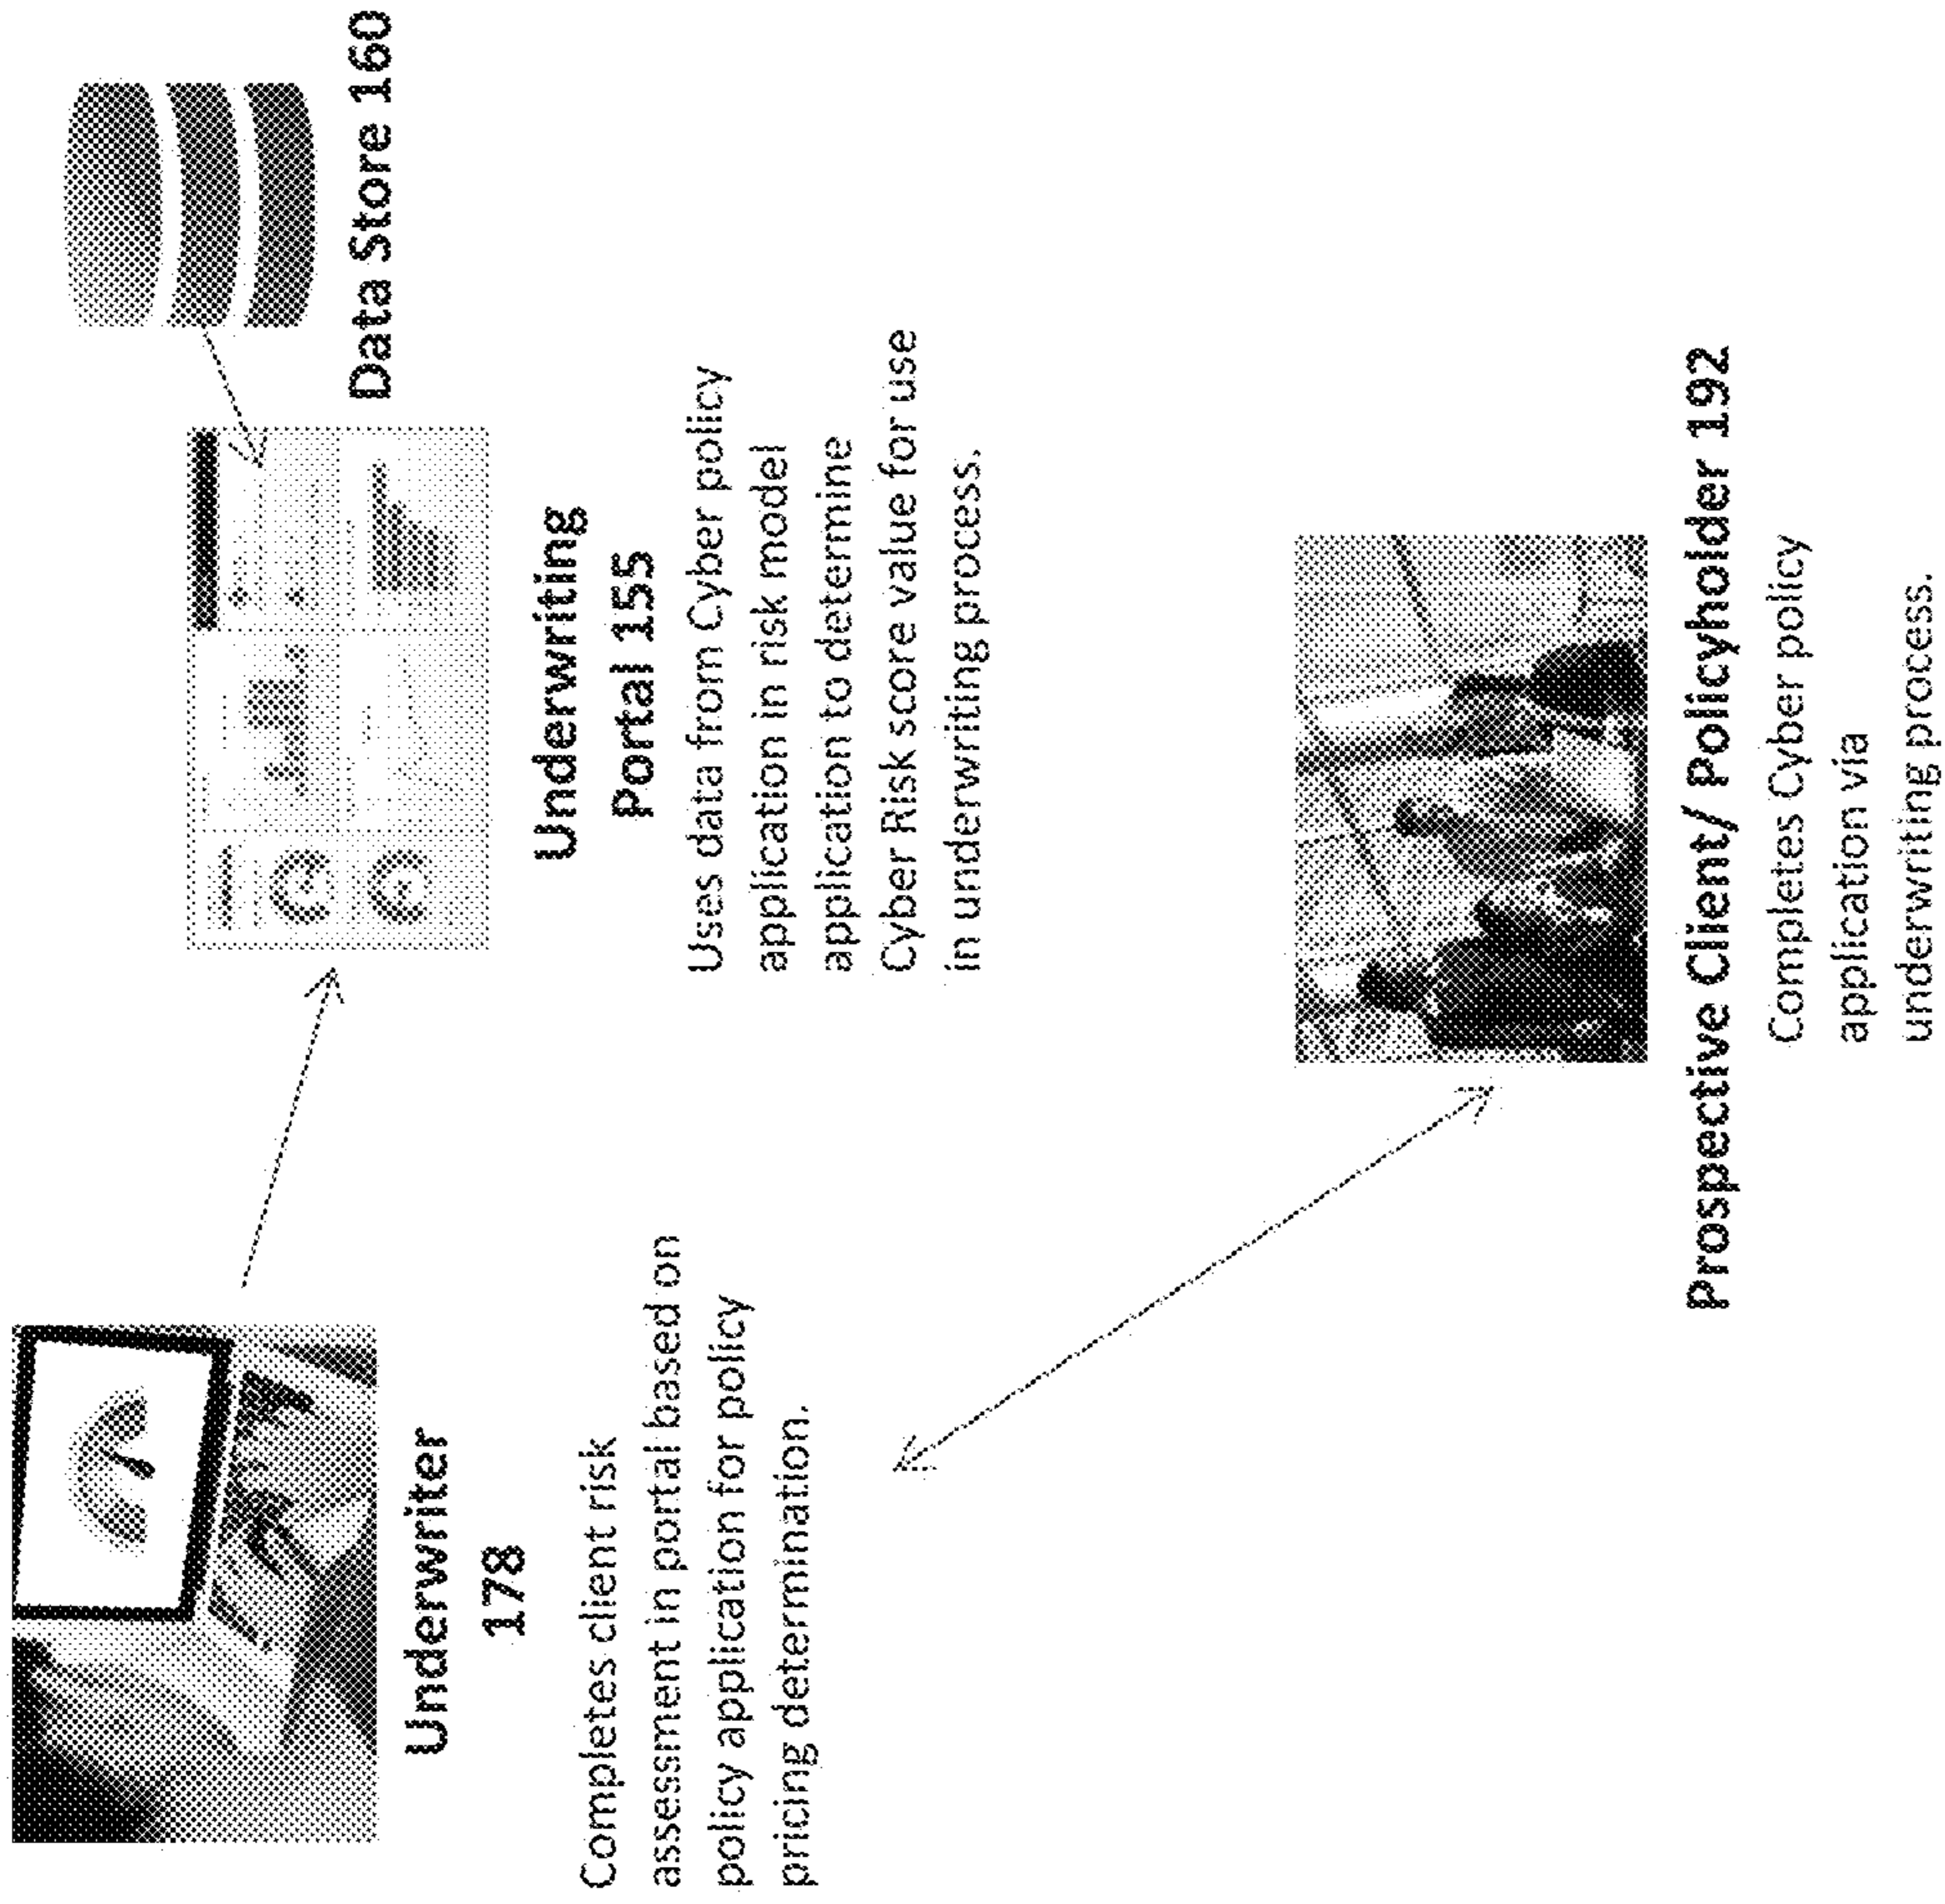 Underwriter
178
Completes client risk
assessment in portal based on
policy application for policy
pricing determination.
Underwriting
Portal 155
Uses data from Cyber policy
application in risk model
application to determine
Cyber Risk score value for use
in underwriting process.
Data Store 160
Prospective Client/ Policyholder 192
Completes Cyber policy
application via
underwriting process.